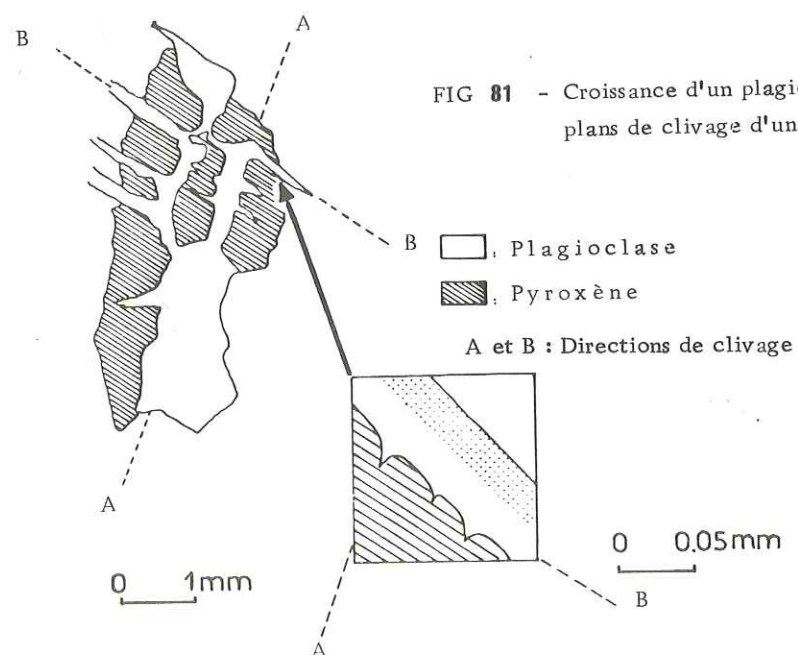 A
B
FIG 81 - Croissance d'un
plans de clivage d'un
B
: Plagioclase
: Pyroxène
A et B : Directions de clivage
A
0 1mm
0 0.05mm
B
A